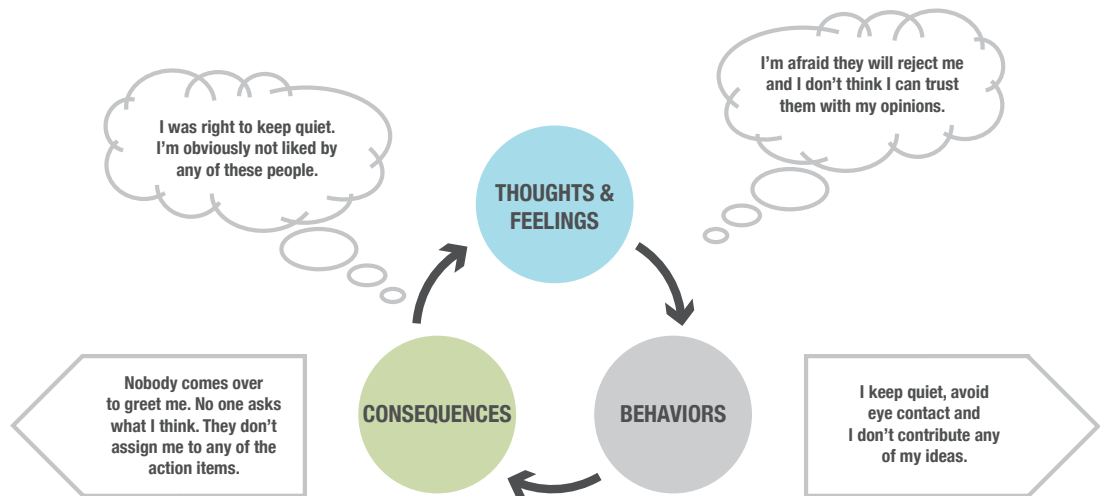 I'm afraid they will reject me
and I don't think I can trust
them with my opinions.
I was right to keep quiet.
I'm obviously not liked by
any of these people.
THOUGHTS &
FEELINGS
Nobody comes over
to greet me. No one asks
what I think. They don't
assign me to any of the
action items.
CONSEQUENCES
BEHAVIORS
I keep quiet, avoid
eye contact and
I don't contribute any
of my ideas.